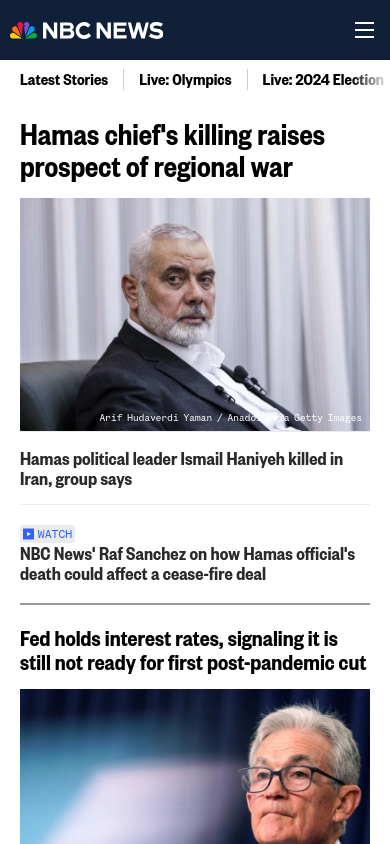 NBC NEWS
Latest Stories
Live: Olympics
Live: 2024 Election
Hamas chief's killing raises
prospect of regional war
Arif Hudaverdi Yaman / Anadolu via Getty Images
Hamas political leader Ismail Haniyeh killed in
Iran, group says
WATCH
NBC News' Raf Sanchez on how Hamas official's
death could affect a cease-fire deal
Fed holds interest rates, signaling it is
still not ready for first post-pandemic cut